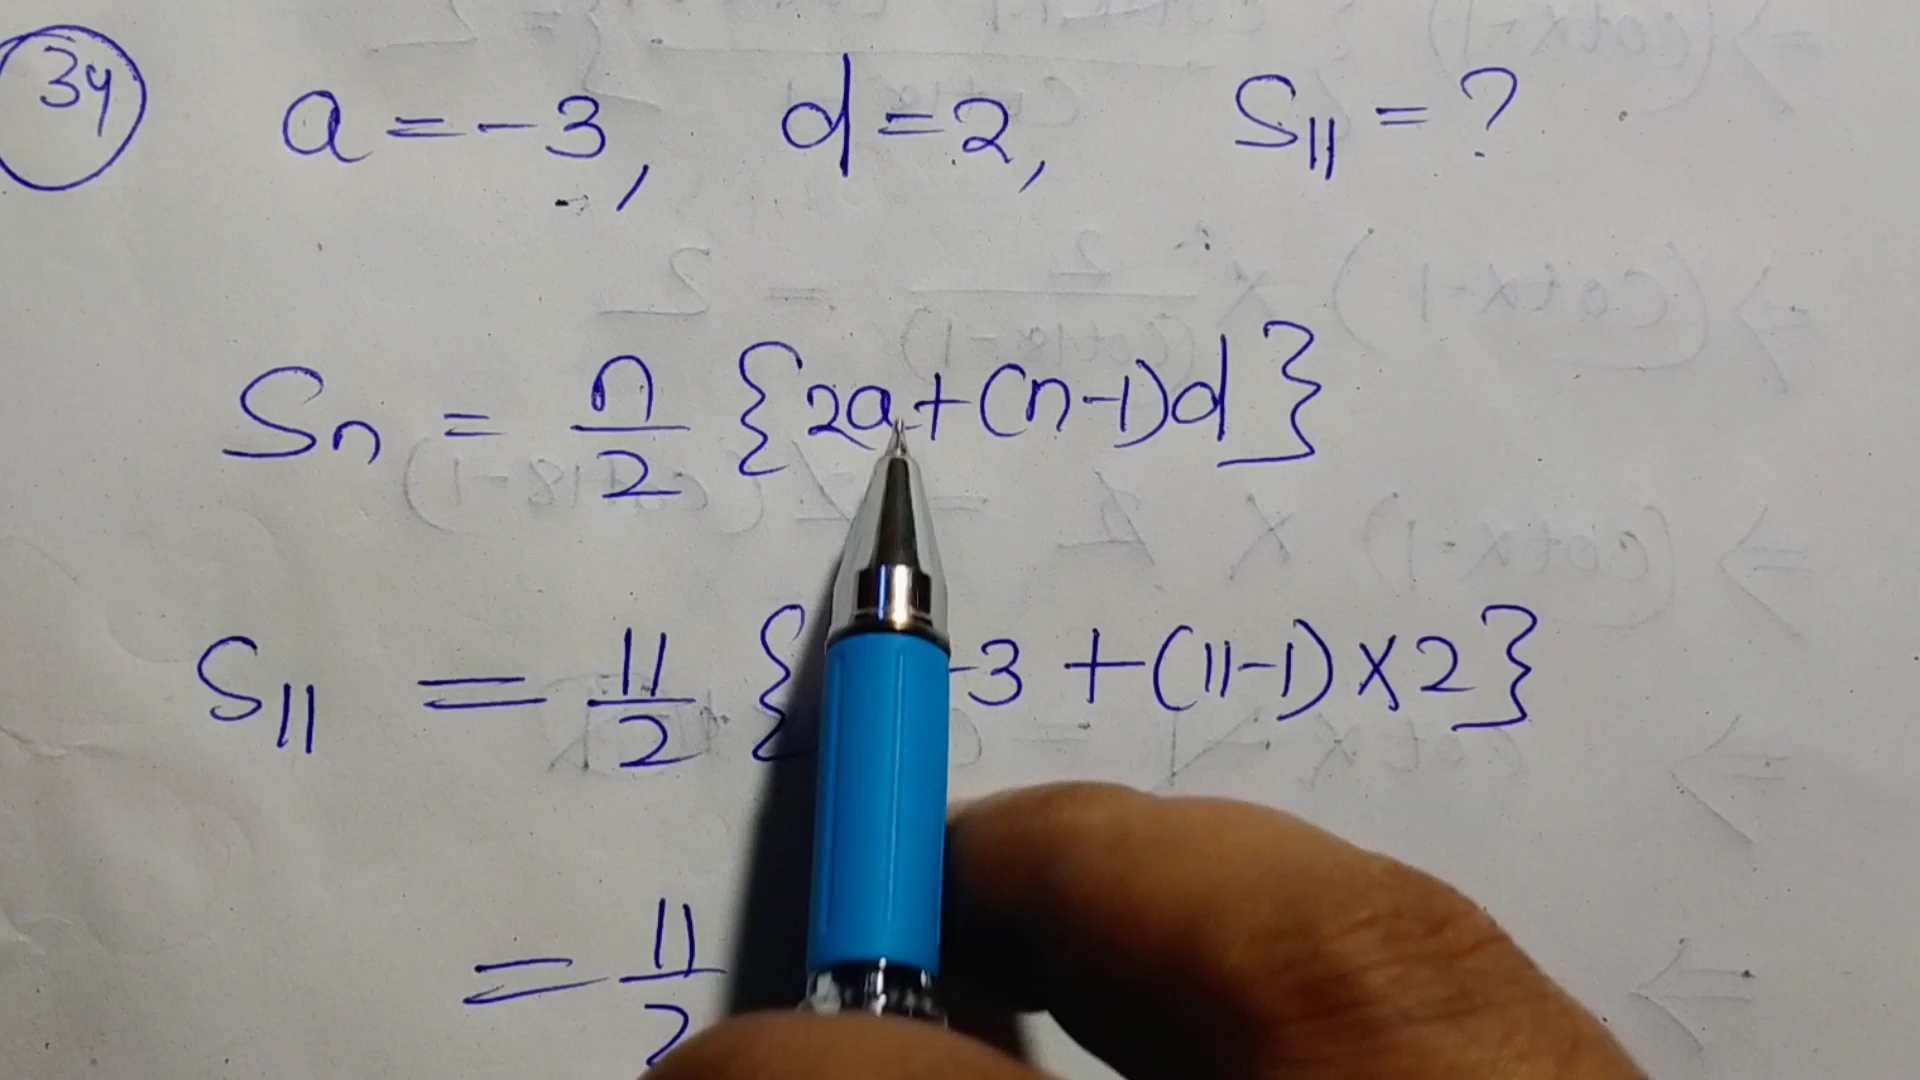 34 a = -3, d = 2, S11 = ?
Sn = n/2 {2a + (n-1)d}
S11 = 11/2 { -3 + (11-1) × 2}
= 11/2